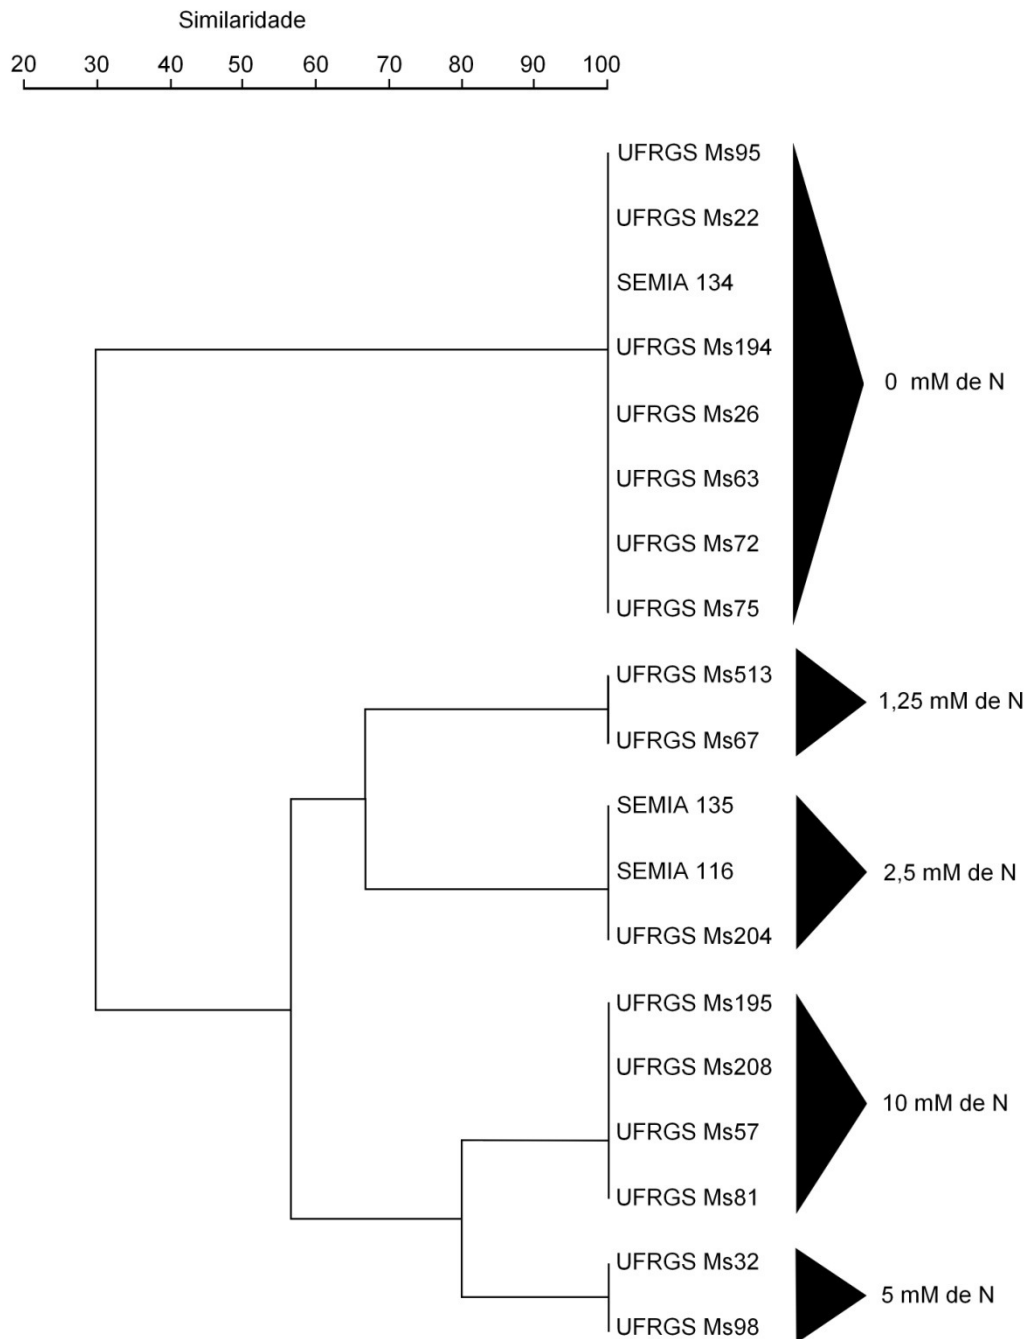 Similaridade
20 30 40 50 60 70 80 90 100
UFRGS Ms95
UFRGS Ms22
SEMIA 134
UFRGS Ms194
0 mM de N
UFRGS Ms26
UFRGS Ms63
UFRGS Ms72
UFRGS Ms75
UFRGS Ms513
1,25 mM de N
UFRGS Ms67
SEMIA 135
SEMIA 116
2,5 mM de N
UFRGS Ms204
UFRGS Ms195
UFRGS Ms208
10 mM de N
UFRGS Ms57
UFRGS Ms81
UFRGS Ms32
5 mM de N
UFRGS Ms98